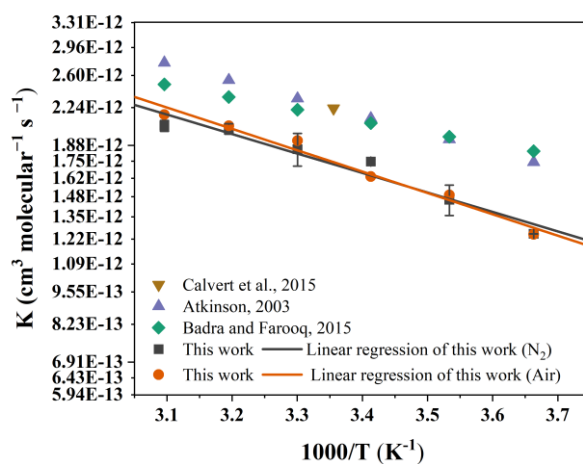 K (cm³ molecular⁻¹ s⁻¹)
3.31E-12
2.96E-12
2.60E-12
2.24E-12
1.88E-12
1.75E-12
1.62E-12
1.48E-12
1.35E-12
1.22E-12
1.09E-12
9.55E-13
8.23E-13
6.91E-13
6.43E-13
5.94E-13
Calvert et al., 2015
Atkinson, 2003
Badra and Farooq, 2015
This work Linear regression of this work (N₂)
This work Linear regression of this work (Air)
3.1 3.2 3.3 3.4 3.5 3.6 3.7
1000/T (K⁻¹)